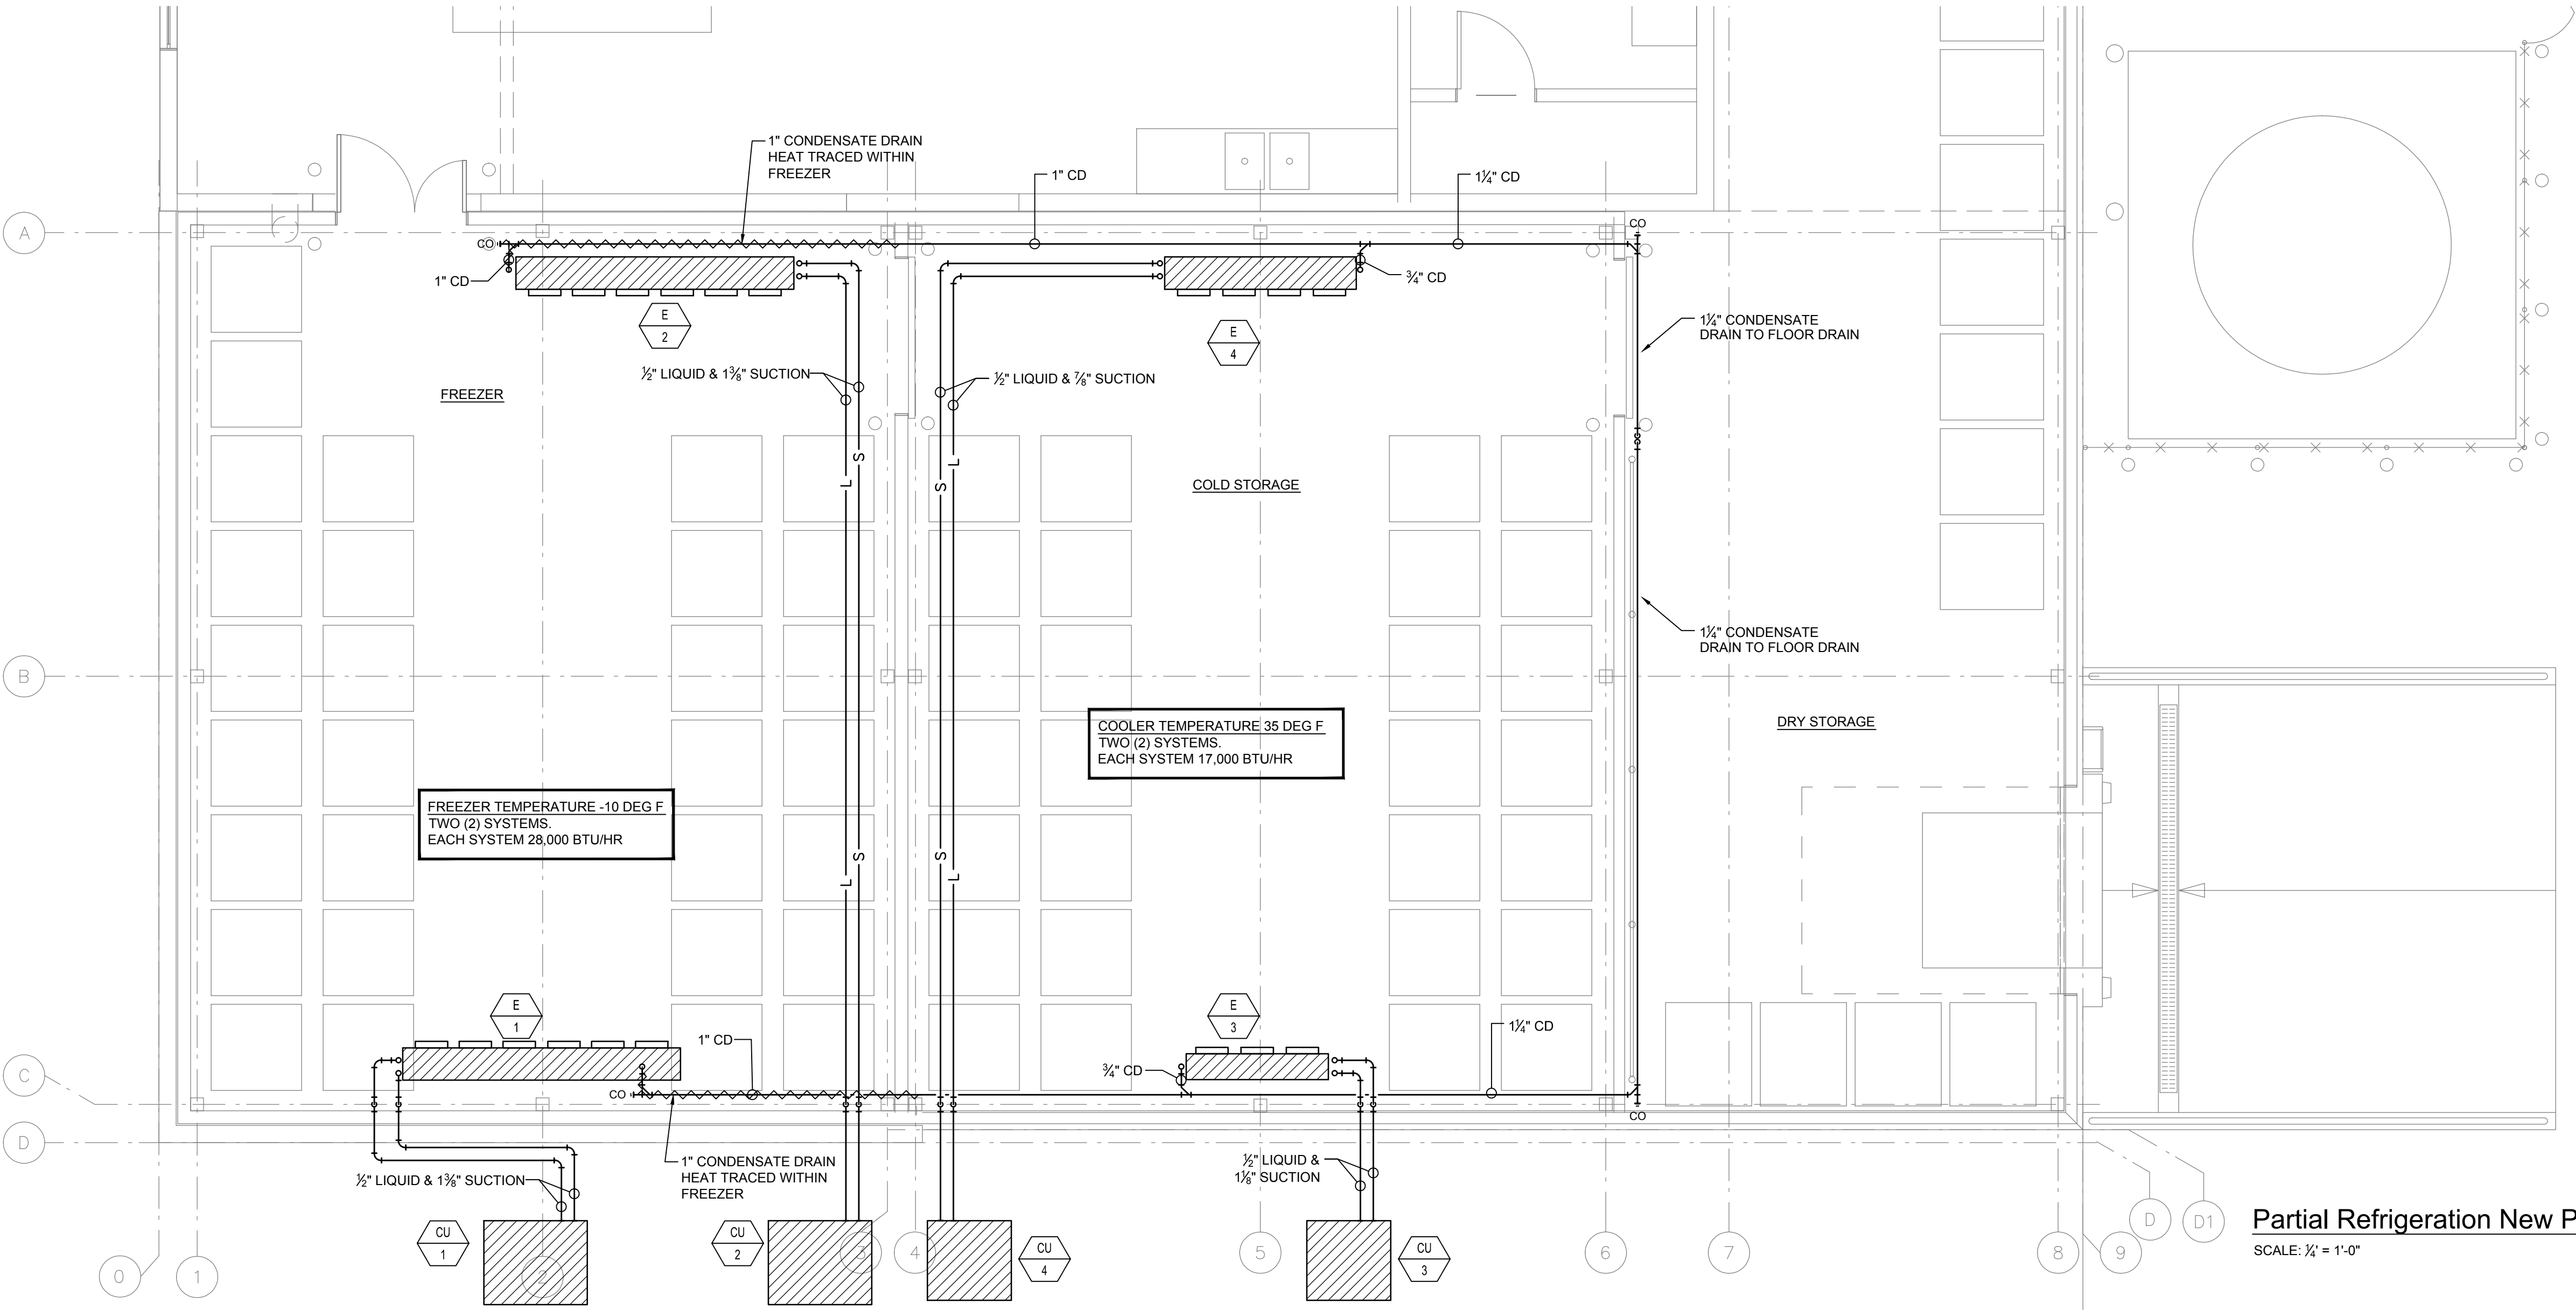 1" CONDENSATE DRAIN
HEAT TRACED WITHIN
FREEZER
1" CD
1¼" CD
A
CO
CO
1" CD
¾" CD
E
2
E
4
1¼" CONDENSATE
DRAIN TO FLOOR DRAIN
½" LIQUID & 1⅜" SUCTION
½" LIQUID & ⅞" SUCTION
FREEZER
S
L
S
L
COLD STORAGE
1¼" CONDENSATE
DRAIN TO FLOOR DRAIN
B
COOLER TEMPERATURE 35 DEG F
TWO (2) SYSTEMS.
EACH SYSTEM 17,000 BTU/HR
DRY STORAGE
FREEZER TEMPERATURE -10 DEG F
TWO (2) SYSTEMS.
EACH SYSTEM 28,000 BTU/HR
S
L
S
L
E
1
E
3
1" CD
1¼" CD
¾" CD
C
CO
CO
D
1" CONDENSATE DRAIN
HEAT TRACED WITHIN
FREEZER
½" LIQUID & 1⅜" SUCTION
½" LIQUID &
1⅛" SUCTION
D
D1
Partial Refrigeration New P
SCALE: ¼' = 1'-0"
CU
1
CU
2
CU
4
CU
3
0
1
2
3
4
5
6
7
8
9